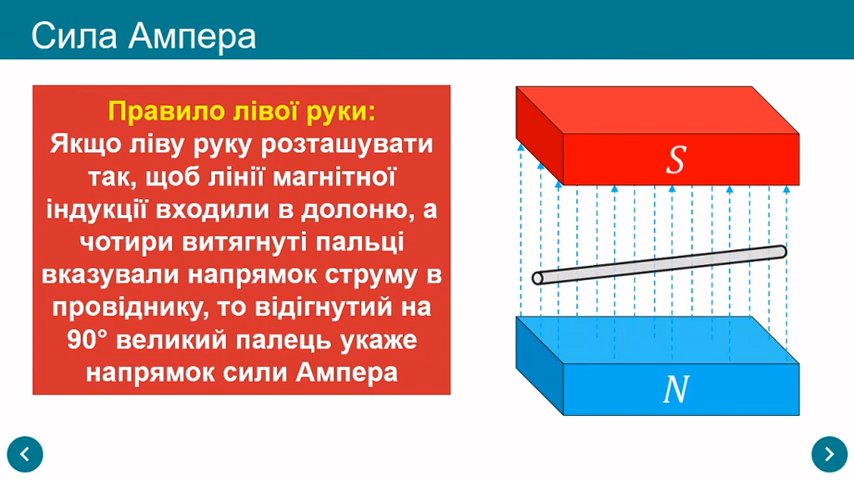 Сила Ампера
Правило лівої руки:
Якщо ліву руку розташувати
так, щоб лінії магнітної
індукції входили в долоню, а
чотири витягнуті пальці
вказували напрямок струму в
провіднику, то відігнутий на
90° великий палець укаже
напрямок сили Ампера
S
N